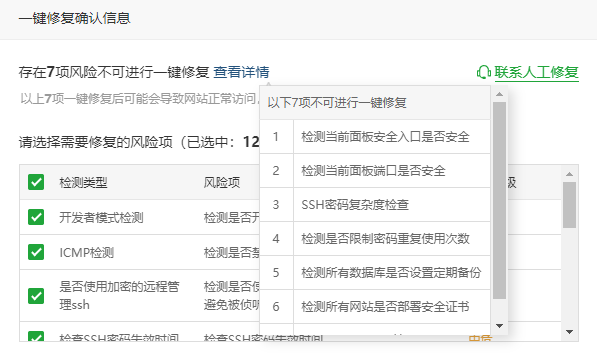 一键修复确认信息
存在7项风险不可进行一键修复 查看详情
联系人工修复
以上7项一键修复后可能会导致网站正常访问
以下7项不可进行一键修复
1 检测当前面板安全入口是否安全
2 检测当前面板端口是否安全
3 SSH密码复杂度检查
4 检测是否限制密码重复使用次数
5 检测所有数据库是否设置定期备份
6 检测所有网站是否部署安全证书
请选择需要修复的风险项（已选中：12
检测类型 风险项 级
开发者模式检测 检测是否开
ICMP检测 检测是否禁
是否使用加密的远程管 检测是否使
理ssh 避免被侦听
检查SSH密码失效时间 检查SSH密码失效时间 中危